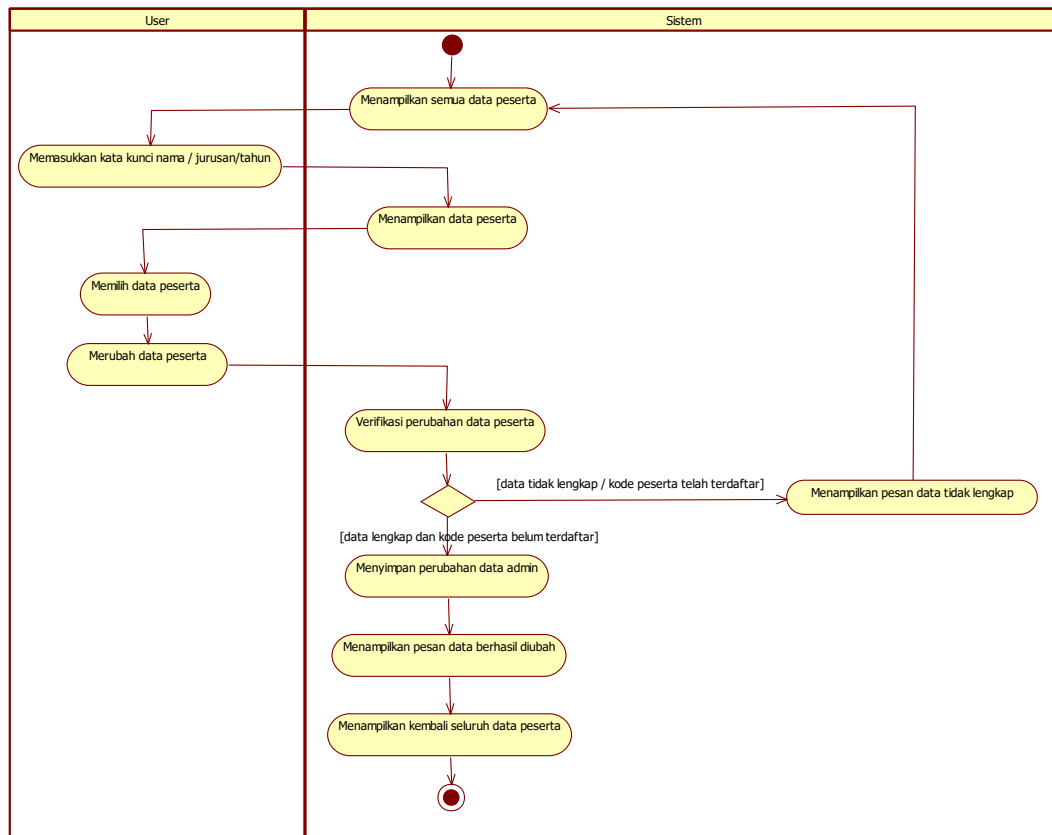 User
Sistem
Menampilkan semua data peserta
Memasukkan kata kunci nama / jurusan/tahun
Menampilkan data peserta
Memilih data peserta
Merubah data peserta
Verifikasi perubahan data peserta
[data tidak lengkap / kode peserta telah terdaftar]
Menampilkan pesan data tidak lengkap
[data lengkap dan kode peserta belum terdaftar]
Menyimpan perubahan data admin
Menampilkan pesan data berhasil diubah
Menampilkan kembali seluruh data peserta